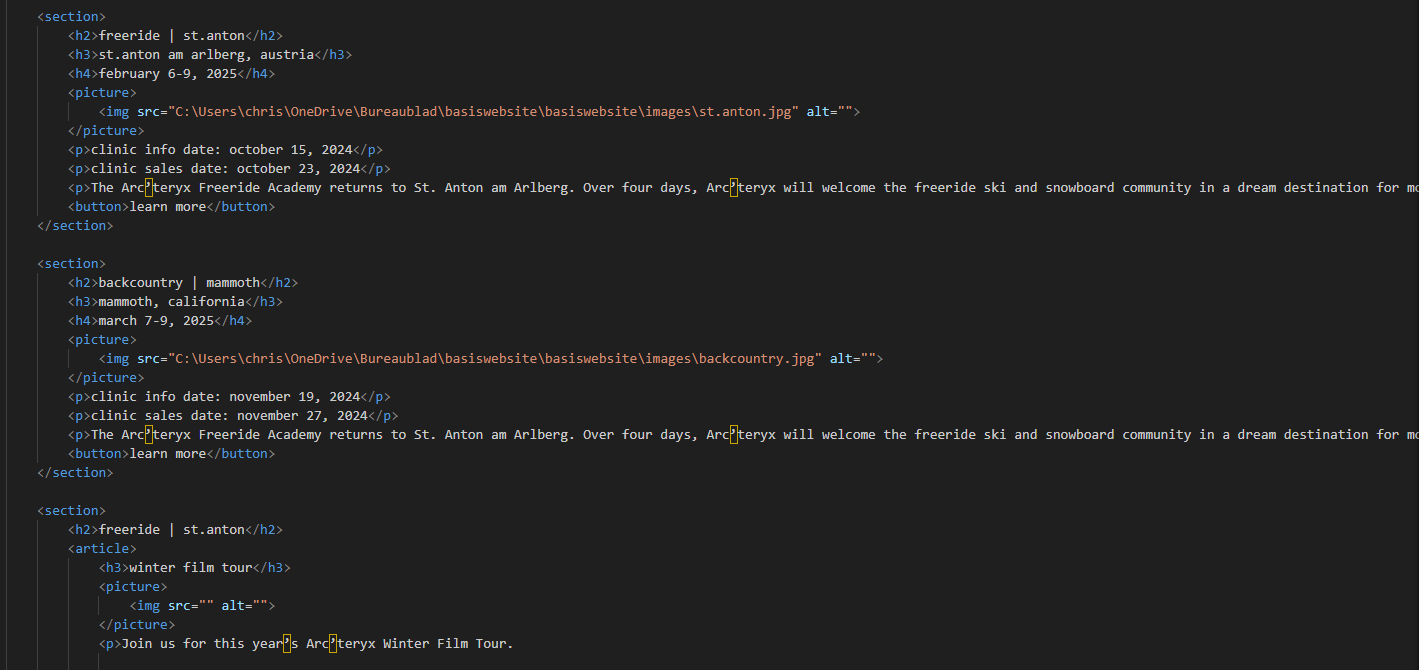 <section>
<h2>freeride | st.anton</h2>
<h3>st.anton am arlberg, austria</h3>
<h4>february 6-9, 2025</h4>
<picture>
<img src="C:\Users\chris\OneDrive\Bureaublad\basiswebsite\basiswebsite\images\st.anton.jpg" alt="">
</picture>
<p>clinic info date: october 15, 2024</p>
<p>clinic sales date: october 23, 2024</p>
<p>The Arc’teryx Freeride Academy returns to St. Anton am Arlberg. Over four days, Arc’teryx will welcome the freeride ski and snowboard community in a dream destination for mo
<button>learn more</button>
</section>
<section>
<h2>backcountry | mammoth</h2>
<h3>mammoth, california</h3>
<h4>march 7-9, 2025</h4>
<picture>
<img src="C:\Users\chris\OneDrive\Bureaublad\basiswebsite\basiswebsite\images\backcountry.jpg" alt="">
</picture>
<p>clinic info date: november 19, 2024</p>
<p>clinic sales date: november 27, 2024</p>
<p>The Arc’teryx Freeride Academy returns to St. Anton am Arlberg. Over four days, Arc’teryx will welcome the freeride ski and snowboard community in a dream destination for mo
<button>learn more</button>
</section>
<section>
<h2>freeride | st.anton</h2>
<article>
<h3>winter film tour</h3>
<picture>
<img src="" alt="">
</picture>
<p>Join us for this year’s Arc’teryx Winter Film Tour.